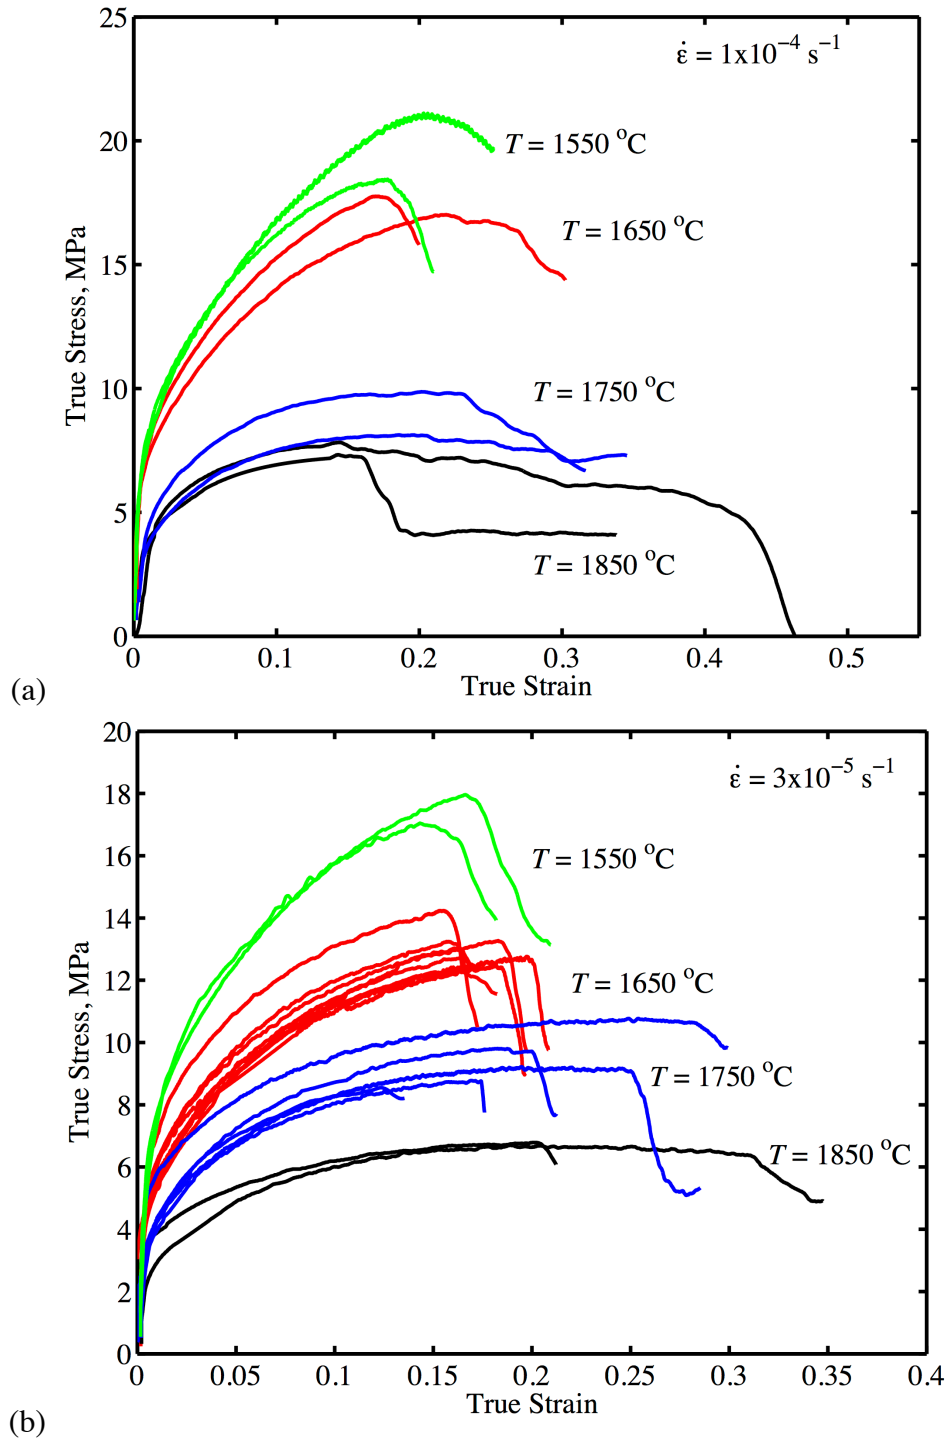 25
20
15
10
5
0
True Stress, MPa
ε̇ = 1x10⁻⁴ s⁻¹
T = 1550 °C
T = 1650 °C
T = 1750 °C
T = 1850 °C
0 0.1 0.2 0.3 0.4 0.5
True Strain
(a)
20
18
16
14
12
10
8
6
4
2
0
True Stress, MPa
ε̇ = 3x10⁻⁵ s⁻¹
T = 1550 °C
T = 1650 °C
T = 1750 °C
T = 1850 °C
0 0.05 0.1 0.15 0.2 0.25 0.3 0.35 0.4
True Strain
(b)